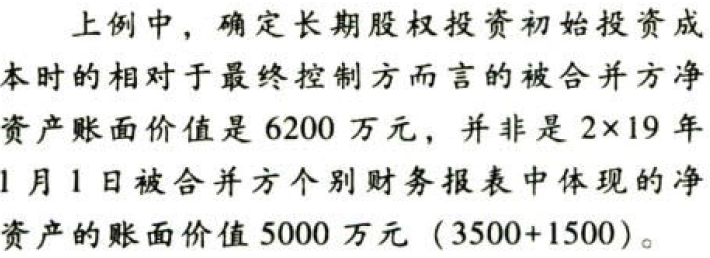 上例中，确定长期股权投资初始投资成
本时的相对于最终控制方而言的被合并方净
资产账面价值是 6200 万元，并非是 2×19 年
1 月 1 日被合并方个别财务报表中体现的净
资产的账面价值 5000 万元（3500+1500）。